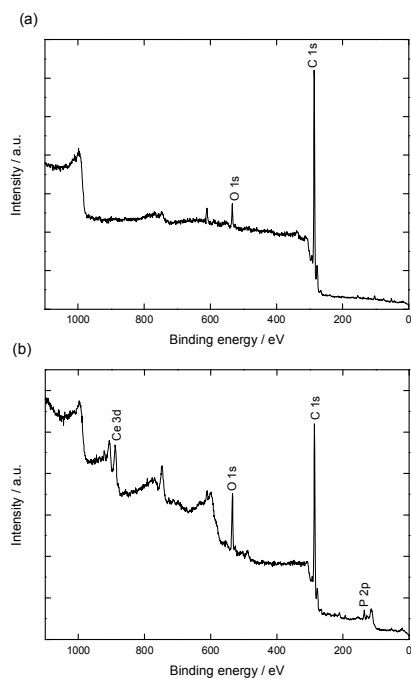 (a)
C 1s
O 1s
Intensity / a.u.
1000 800 600 400 200 0
Binding energy / eV
(b)
C 1s
Ce 3d
O 1s
P 2p
Intensity / a.u.
1000 800 600 400 200 0
Binding energy / eV